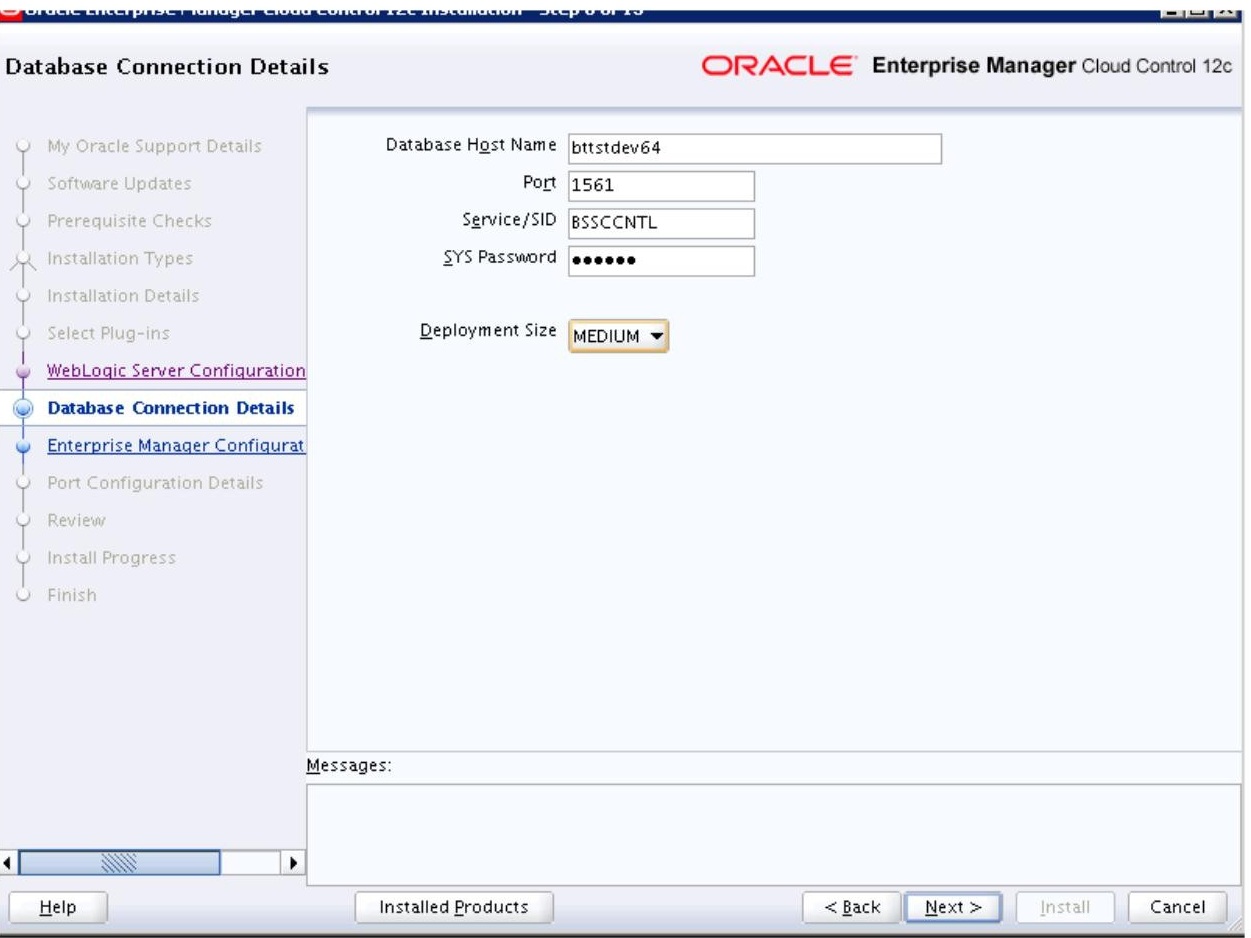 Oracle Enterprise Manager Cloud Control 12c Installation - Step 8 of 13
Database Connection Details
ORACLE Enterprise Manager Cloud Control 12c
My Oracle Support Details
Software Updates
Prerequisite Checks
Installation Types
Installation Details
Select Plug-ins
WebLogic Server Configuration
Database Connection Details
Enterprise Manager Configurat
Port Configuration Details
Review
Install Progress
Finish
Database Host Name bttstdev64
Port 1561
Service/SID BSSCCNTL
SYS Password ●●●●●●
Deployment Size MEDIUM
Messages:
Help
Installed Products
< Back
Next >
Install
Cancel